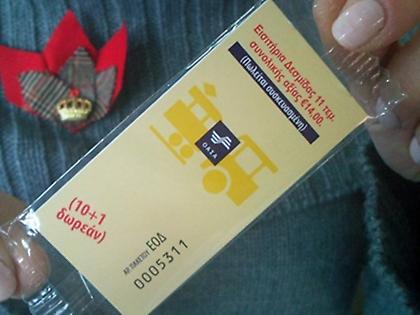 Εισιτήρια Δεσμίδας 11 τεμ.
συνολικής αξίας €14,00.
(Πωλείται συσκευασμένη)
ΟΑΣΑ
(10+1
δωρεάν)
ΑΡ. ΠΑΚΕΤΟΥ ΕΟΔ
0005311